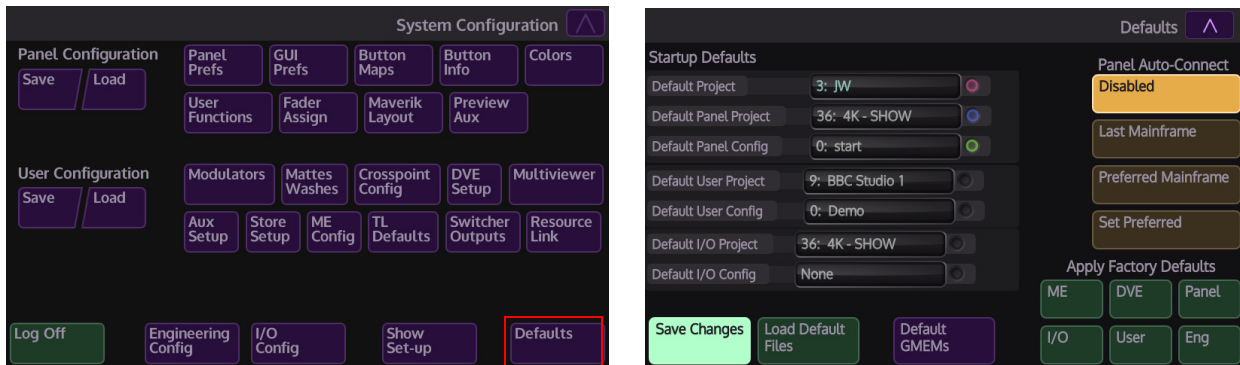 System Configuration
Panel Configuration
Save
Load
Panel
Prefs
GUI
Prefs
Button
Maps
Button
Info
Colors
User
Functions
Fader
Assign
Maverik
Layout
Preview
Aux
User Configuration
Save
Load
Modulators
Mattes
Washes
Crosspoint
Config
DVE
Setup
Multiviewer
Aux
Setup
Store
Setup
ME
Config
TL
Defaults
Switcher
Outputs
Resource
Link
Log Off
Engineering
Config
I/O
Config
Show
Set-up
Defaults
Defaults
Startup Defaults
Default Project
3: JW
Default Panel Project
36: 4K - SHOW
Default Panel Config
0: start
Default User Project
9: BBC Studio 1
Default User Config
0: Demo
Default I/O Project
36: 4K - SHOW
Default I/O Config
None
Save Changes
Load Default
Files
Default
GMEMs
Panel Auto-Connect
Disabled
Last Mainframe
Preferred Mainframe
Set Preferred
Apply Factory Defaults
ME
DVE
Panel
I/O
User
Eng